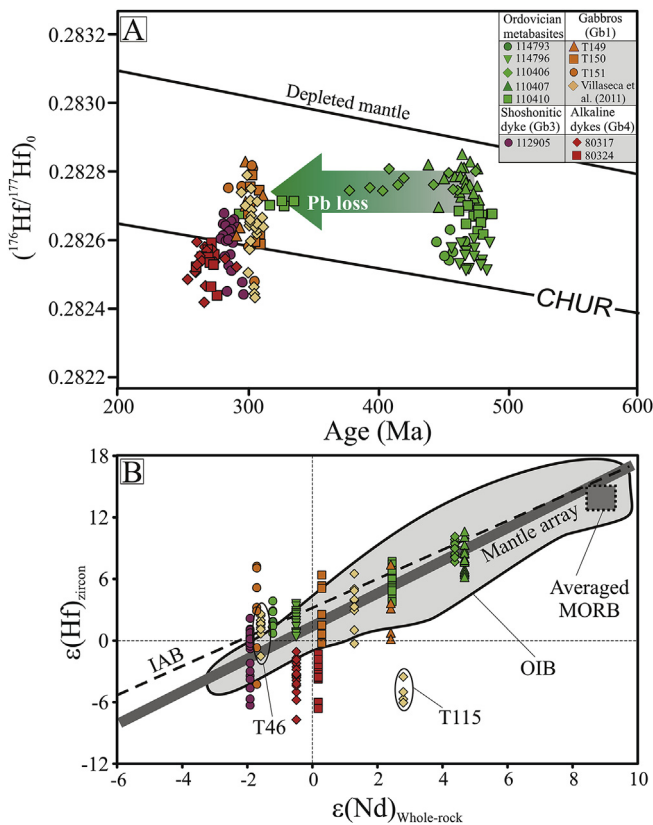 A
0.2832
0.2830
0.2828
0.2826
0.2824
0.2822
(¹⁷⁶Hf/¹⁷⁷Hf)₀
Depleted mantle
Pb loss
CHUR
Ordovician metabasites
114793
114796
110406
110407
110410
Gabbros (Gb1)
T149
T150
T151
Villaseca et al. (2011)
Shoshonitic dyke (Gb3)
112905
Alkaline dykes (Gb4)
80317
80324
200 300 400 500 600
Age (Ma)
B
18
12
6
0
-6
-12
ε(Hf)zircon
IAB
Mantle array
Averaged MORB
OIB
T46
T115
-6 -4 -2 0 2 4 6 8 10
ε(Nd)Whole-rock